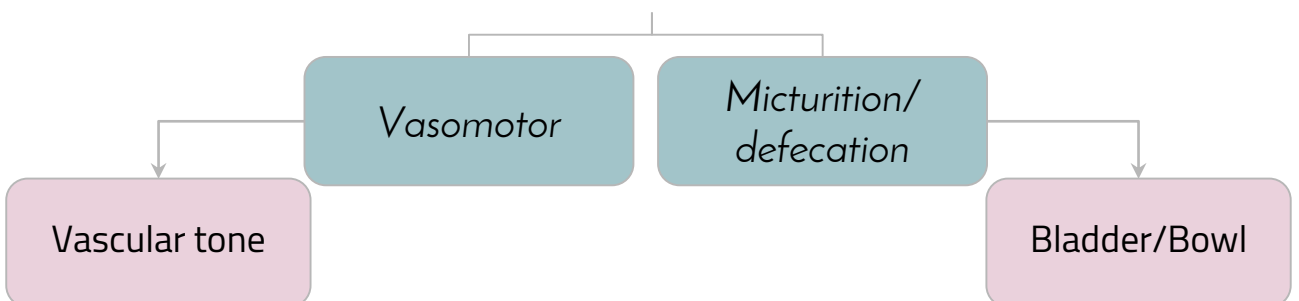 Vasomotor
Micturition/
defecation
Vascular tone
Bladder/Bowl